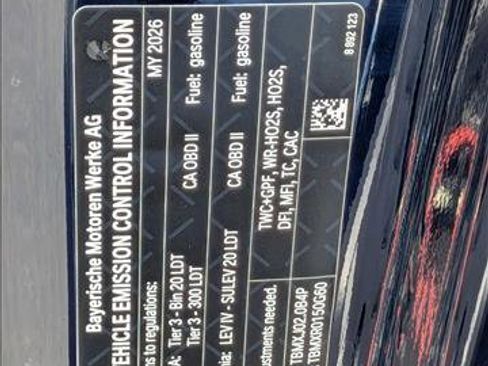 Bayerische Motoren Werke AG
VEHICLE EMISSION CONTROL INFORMATION
ms to regulations: MY 2026
A: Tier 3 - Bin 20 LDT CA OBD II Fuel: gasoline
Tier 3 - 300 LDT
nia: LEV IV - SULEV 20 LDT CA OBD II Fuel: gasoline
ustments needed. TWC+GPF, WR-HO2S, HO2S,
DFI, MFI, TC, CAC
TBMXJ02.0B4P
TBMXR0150G60
8 892 123